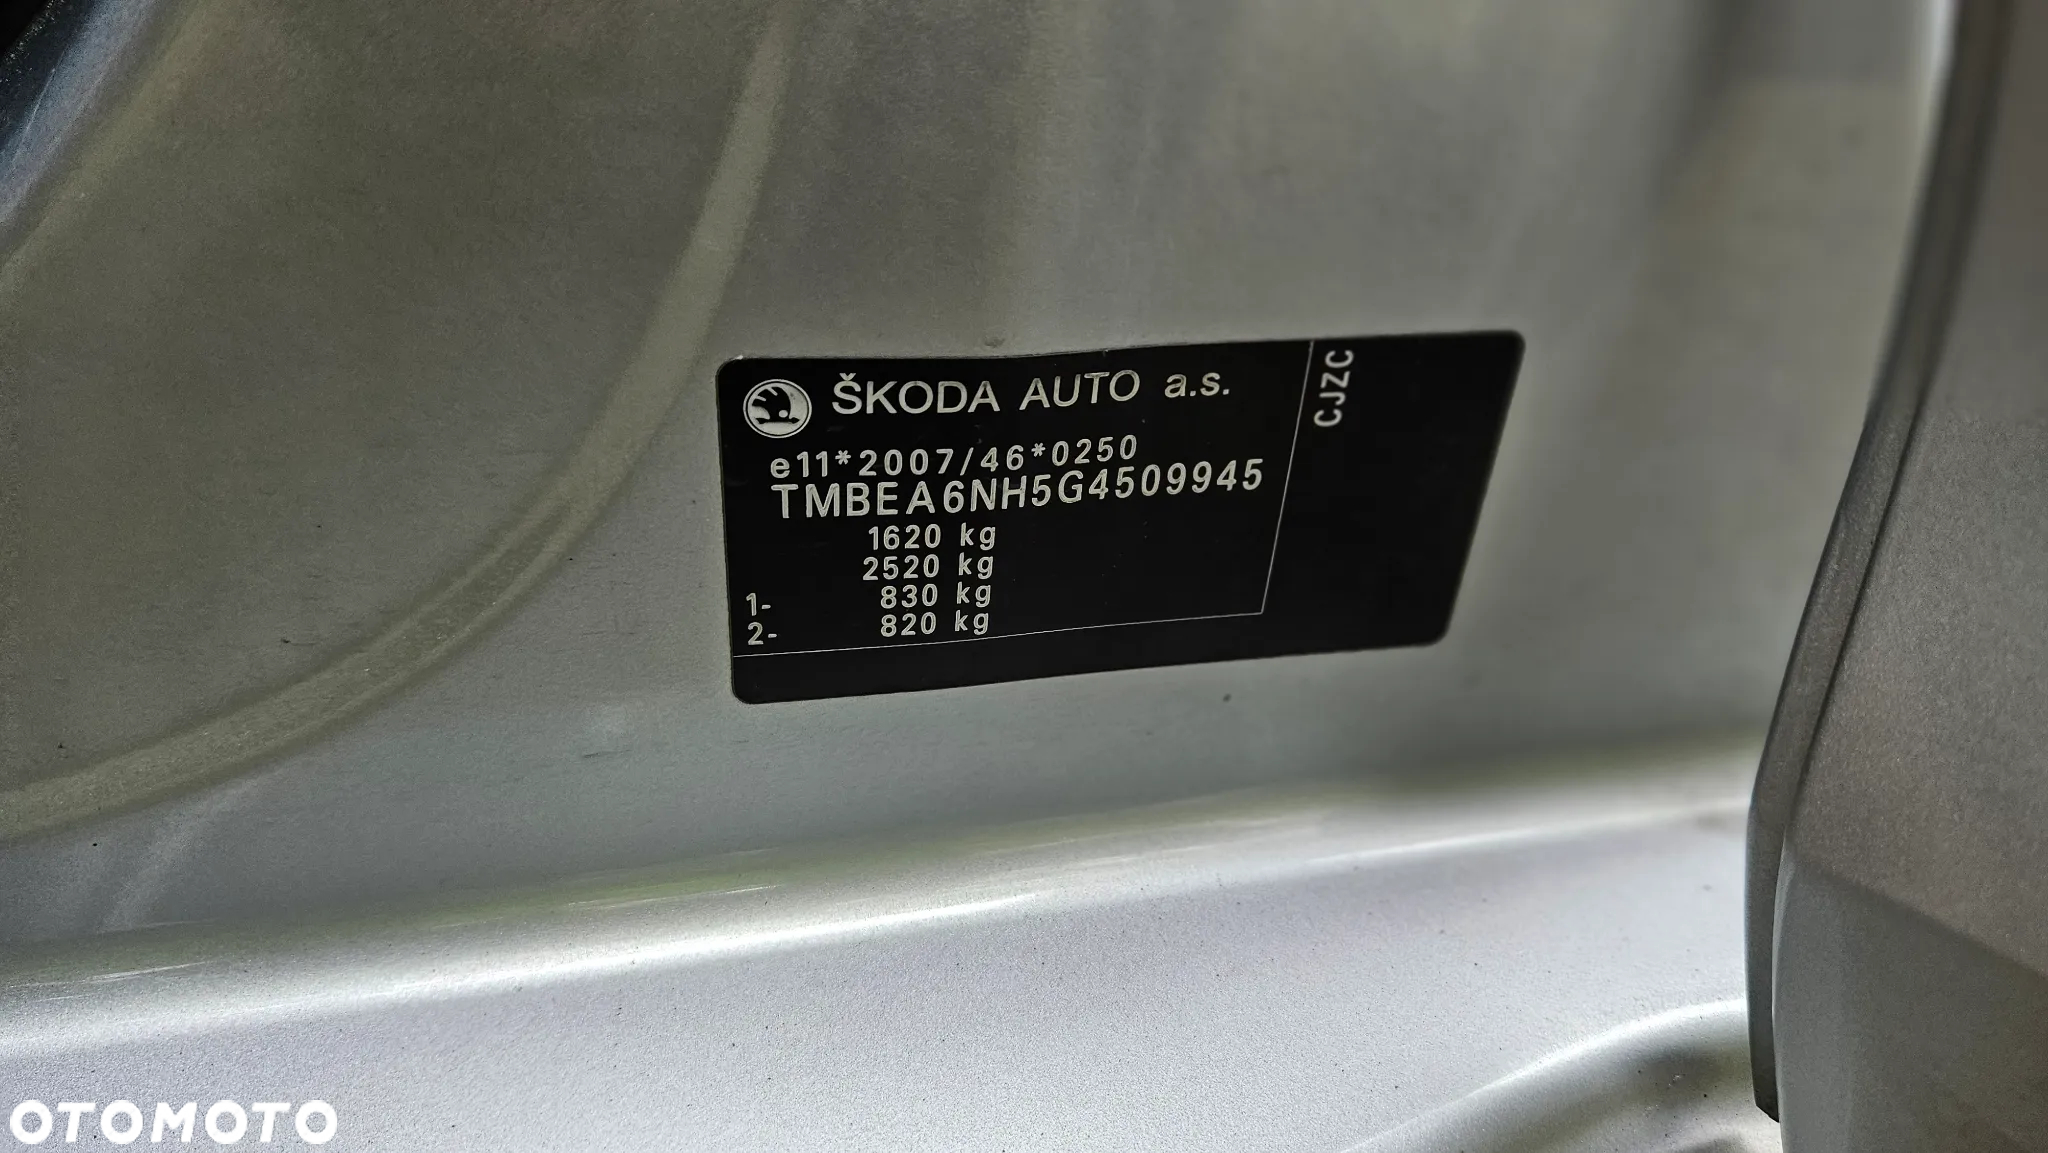 ŠKODA AUTO a.s.
e11*2007/46*0250
TMBEA6NH5G4509945
1620 kg
2520 kg
1- 830 kg
2- 820 kg
CJZC
OTOMOTO